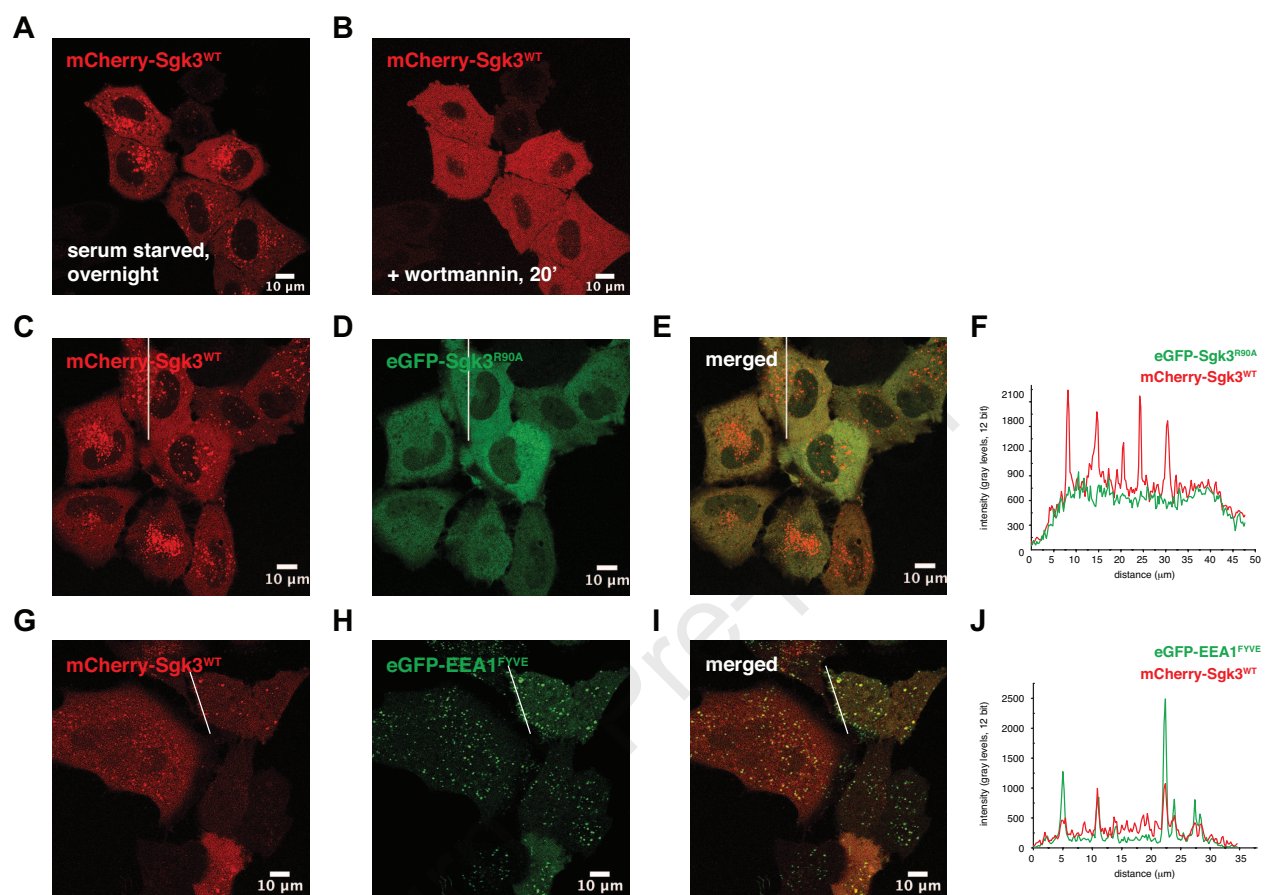 A
B
mCherry-Sgk3WT
mCherry-Sgk3WT
serum starved,
overnight
10 μm
+ wortmannin, 20'
10 μm
C
D
E
F
mCherry-Sgk3WT
eGFP-Sgk3R90A
merged
10 μm
10 μm
10 μm
eGFP-Sgk3R90A
mCherry-Sgk3WT
intensity (gray levels, 12 bit)
2100
1800
1500
1200
900
600
300
0
0 5 10 15 20 25 30 35 40 45 50
distance (μm)
G
H
I
J
mCherry-Sgk3WT
eGFP-EEA1FYVE
merged
10 μm
10 μm
10 μm
eGFP-EEA1FYVE
mCherry-Sgk3WT
intensity (gray levels, 12 bit)
2500
2000
1500
1000
500
0
0 5 10 15 20 25 30 35
distance (μm)
Pre-